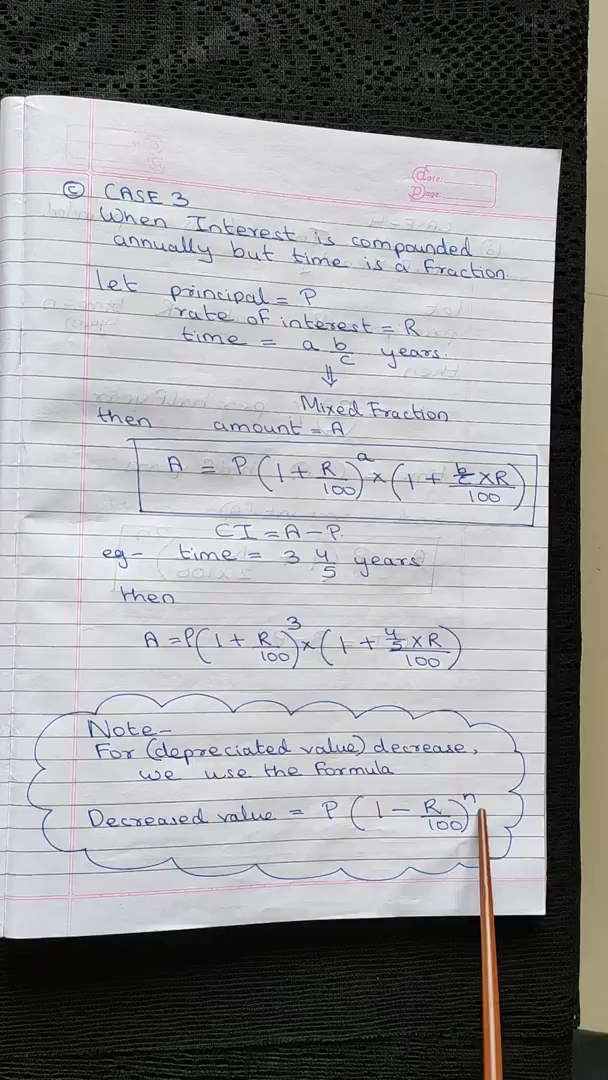 Date:
Page:
(c) CASE 3
When Interest is compounded
annually but time is a fraction.
let principal = P
rate of interest = R
time = a b/c years.
⇓
Mixed Fraction
then amount = A
A = P(1 + R/100)^a × (1 + b/c × R/100)
CI = A - P.
eg - time = 3 4/5 years
then
A = P(1 + R/100)^3 × (1 + 4/5 × R/100)
Note -
For (depreciated value) decrease,
we use the formula
Decreased value = P(1 - R/100)^n